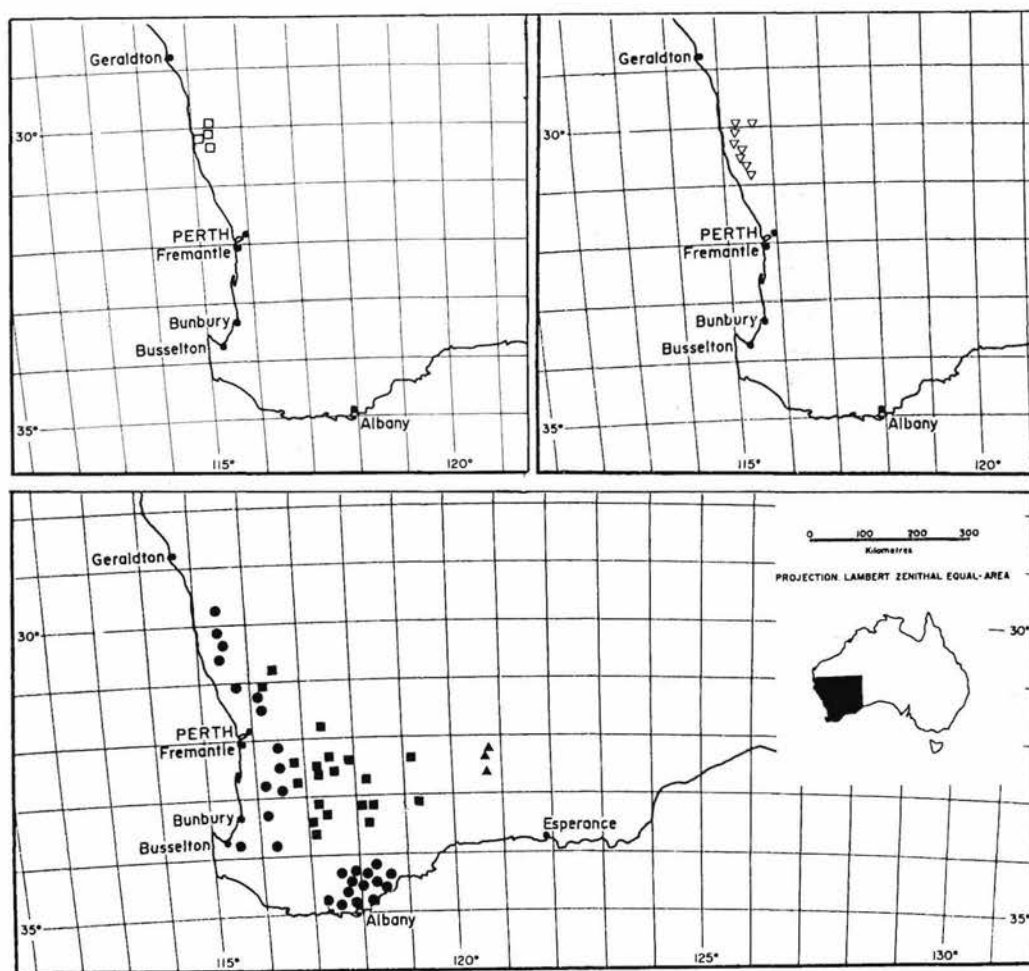 Geraldton
30°
PERTH
Fremantle
Bunbury
Busselton
Albany
35°
115°
120°
Geraldton
30°
PERTH
Fremantle
Bunbury
Busselton
Albany
35°
115°
120°
Geraldton
0 100 200 300
Kilometres
PROJECTION. LAMBERT ZENITHAL EQUAL-AREA
30°
30°
PERTH
Fremantle
Bunbury
Busselton
Esperance
Albany
35°
35°
115°
120°
125°
130°